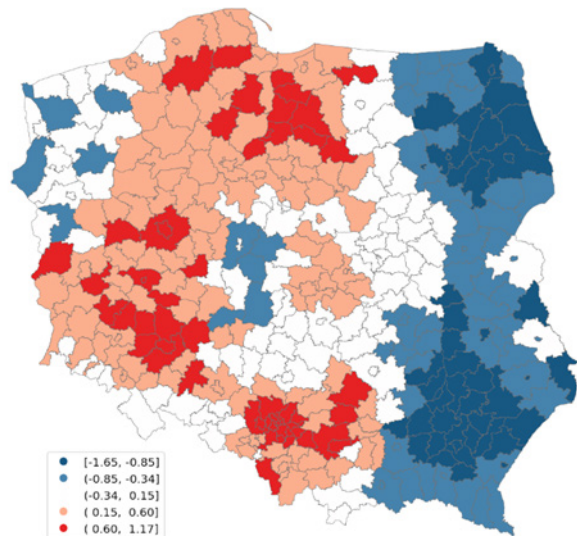 [-1.65, -0.85]
(-0.85, -0.34]
(-0.34, 0.15]
( 0.15, 0.60]
( 0.60, 1.17]